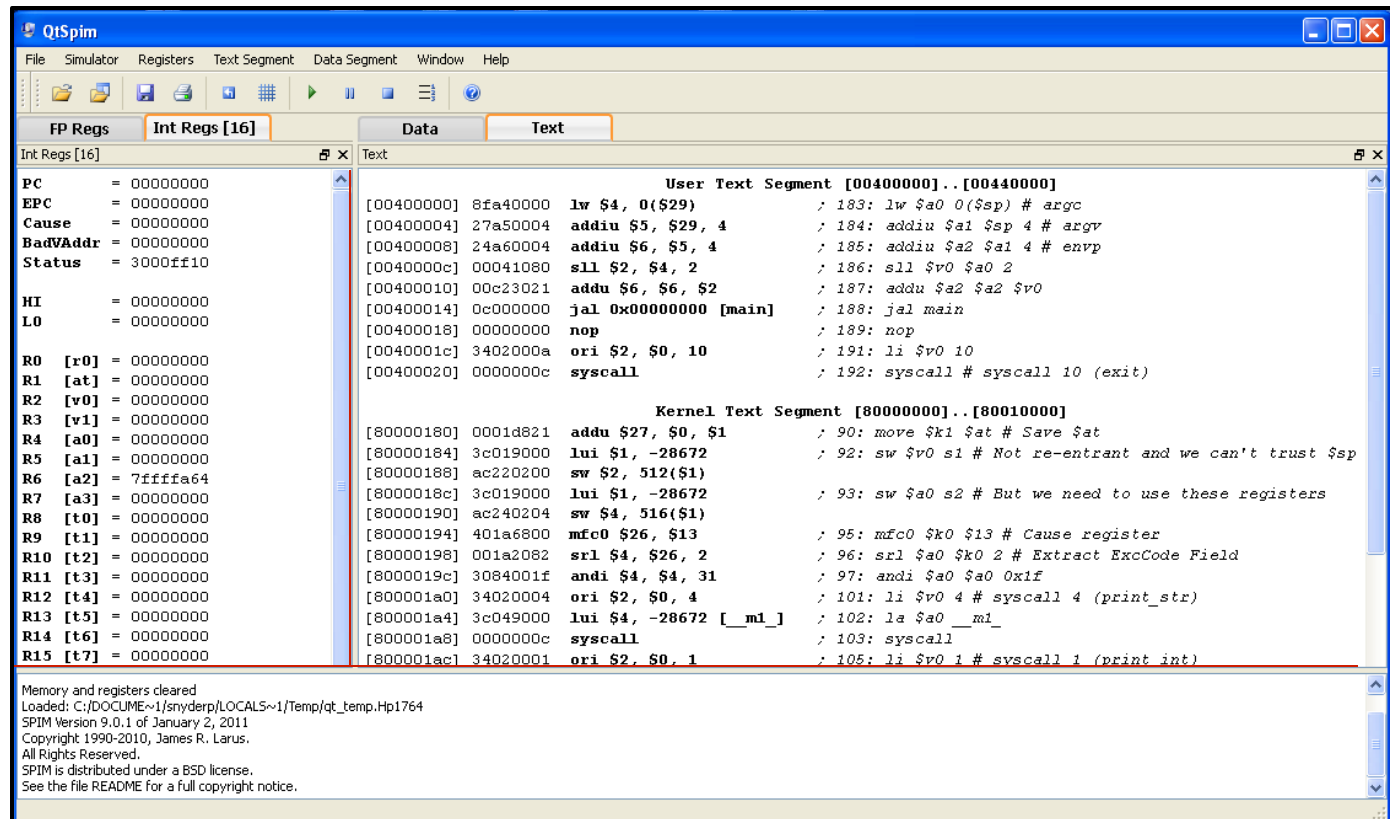 QtSpim
File Simulator Registers Text Segment Data Segment Window Help
FP Regs Int Regs [16] Data Text
Int Regs [16]
PC = 00000000
EPC = 00000000
Cause = 00000000
BadVAddr = 00000000
Status = 3000ff10
HI = 00000000
LO = 00000000
R0 [r0] = 00000000
R1 [at] = 00000000
R2 [v0] = 00000000
R3 [v1] = 00000000
R4 [a0] = 00000000
R5 [a1] = 00000000
R6 [a2] = 7ffffa64
R7 [a3] = 00000000
R8 [t0] = 00000000
R9 [t1] = 00000000
R10 [t2] = 00000000
R11 [t3] = 00000000
R12 [t4] = 00000000
R13 [t5] = 00000000
R14 [t6] = 00000000
R15 [t7] = 00000000
Text
User Text Segment [00400000]..[00440000]
[00400000] 8fa40000 lw $4, 0($29) ; 183: lw $a0 0($sp) # argc
[00400004] 27a50004 addiu $5, $29, 4 ; 184: addiu $a1 $sp 4 # argv
[00400008] 24a60004 addiu $6, $5, 4 ; 185: addiu $a2 $a1 4 # envp
[0040000c] 00041080 sll $2, $4, 2 ; 186: sll $v0 $a0 2
[00400010] 00c23021 addu $6, $6, $2 ; 187: addu $a2 $a2 $v0
[00400014] 0c000000 jal 0x00000000 [main] ; 188: jal main
[00400018] 00000000 nop ; 189: nop
[0040001c] 3402000a ori $2, $0, 10 ; 191: li $v0 10
[00400020] 0000000c syscall ; 192: syscall # syscall 10 (exit)
Kernel Text Segment [80000000]..[80010000]
[80000180] 0001d821 addu $27, $0, $1 ; 90: move $k1 $at # Save $at
[80000184] 3c019000 lui $1, -28672 ; 92: sw $v0 s1 # Not re-entrant and we can't trust $sp
[80000188] ac220200 sw $2, 512($1)
[8000018c] 3c019000 lui $1, -28672 ; 93: sw $a0 s2 # But we need to use these registers
[80000190] ac240204 sw $4, 516($1)
[80000194] 401a6800 mfc0 $26, $13 ; 95: mfc0 $k0 $13 # Cause register
[80000198] 001a2082 srl $4, $26, 2 ; 96: srl $a0 $k0 2 # Extract ExcCode Field
[8000019c] 3084001f andi $4, $4, 31 ; 97: andi $a0 $a0 0x1f
[800001a0] 34020004 ori $2, $0, 4 ; 101: li $v0 4 # syscall 4 (print_str)
[800001a4] 3c049000 lui $4, -28672 [__m1_] ; 102: la $a0 __m1_
[800001a8] 0000000c syscall ; 103: syscall
[800001ac] 34020001 ori $2, $0, 1 ; 105: li $v0 1 # syscall 1 (print_int)
Memory and registers cleared
Loaded: C:/DOCUME~1/snyderp/LOCALS~1/Temp/qt_temp.Hp1764
SPIM Version 9.0.1 of January 2, 2011
Copyright 1990-2010, James R. Larus.
All Rights Reserved.
SPIM is distributed under a BSD license.
See the file README for a full copyright notice.